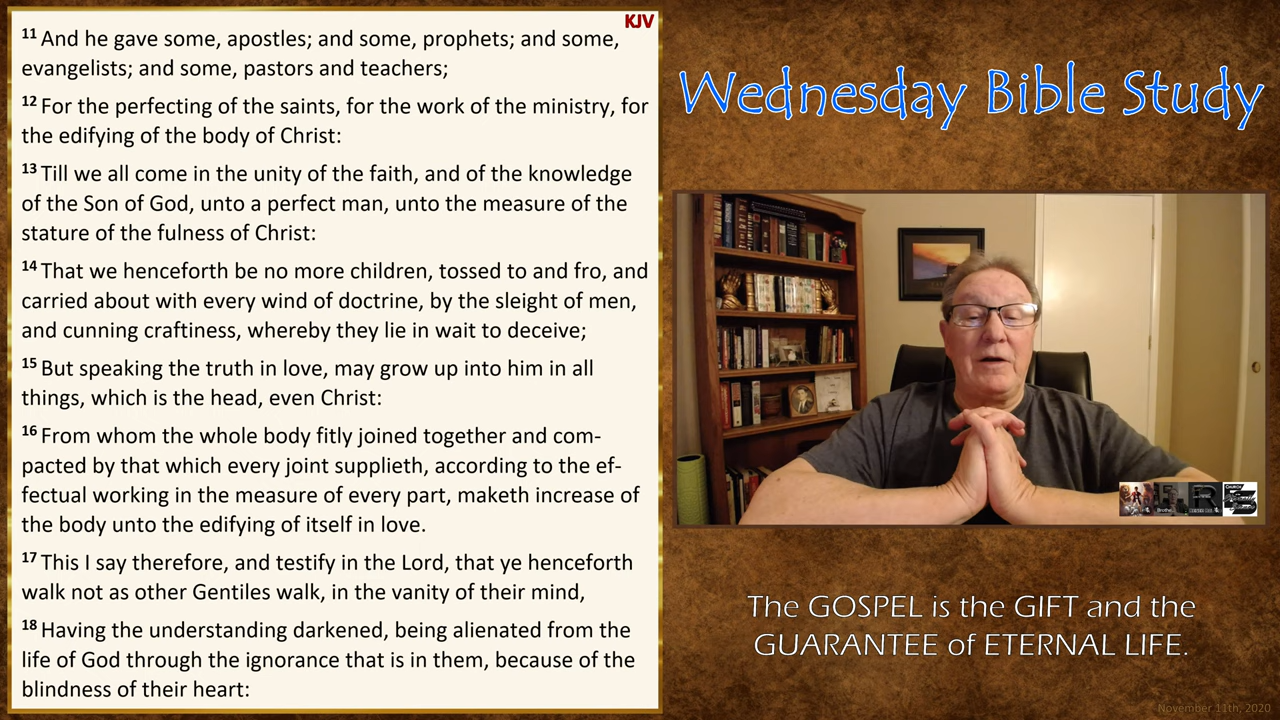 KJV
11 And he gave some, apostles; and some, prophets; and some,
evangelists; and some, pastors and teachers;
12 For the perfecting of the saints, for the work of the ministry, for
the edifying of the body of Christ:
13 Till we all come in the unity of the faith, and of the knowledge
of the Son of God, unto a perfect man, unto the measure of the
stature of the fulness of Christ:
14 That we henceforth be no more children, tossed to and fro, and
carried about with every wind of doctrine, by the sleight of men,
and cunning craftiness, whereby they lie in wait to deceive;
15 But speaking the truth in love, may grow up into him in all
things, which is the head, even Christ:
16 From whom the whole body fitly joined together and com-
pacted by that which every joint supplieth, according to the ef-
fectual working in the measure of every part, maketh increase of
the body unto the edifying of itself in love.
17 This I say therefore, and testify in the Lord, that ye henceforth
walk not as other Gentiles walk, in the vanity of their mind,
18 Having the understanding darkened, being alienated from the
life of God through the ignorance that is in them, because of the
blindness of their heart:
Wednesday Bible Study
The GOSPEL is the GIFT and the
GUARANTEE of ETERNAL LIFE.
November 11th, 2020